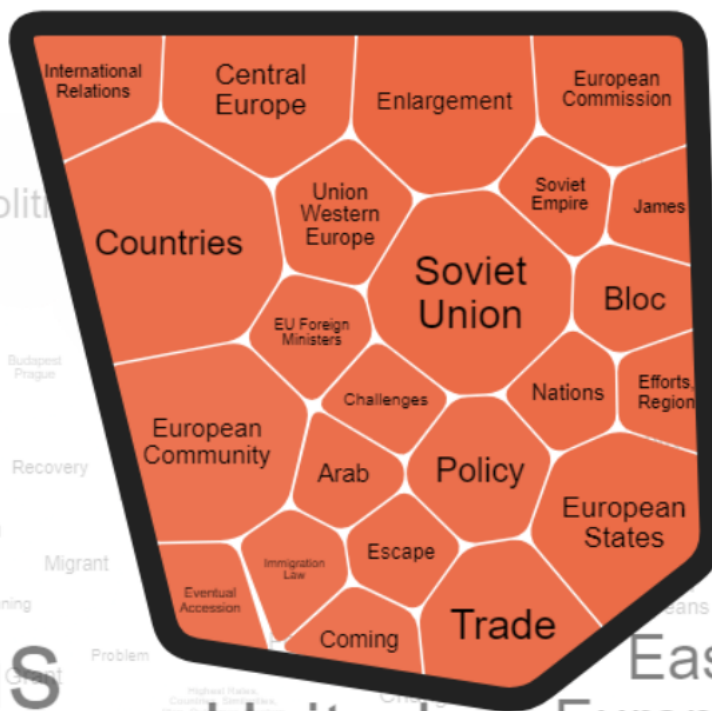 International
Relations
Central
Europe
Enlargement
European
Commission
Union
Western
Europe
Soviet
Empire
James
Countries
Soviet
Union
Bloc
EU Foreign
Ministers
Challenges
Nations
Efforts,
Region
European
Community
Arab
Policy
European
States
Immigration
Law
Escape
Eventual
Accession
Coming
Trade
Budapest
Prague
Recovery
Migrant
Problem
Grant